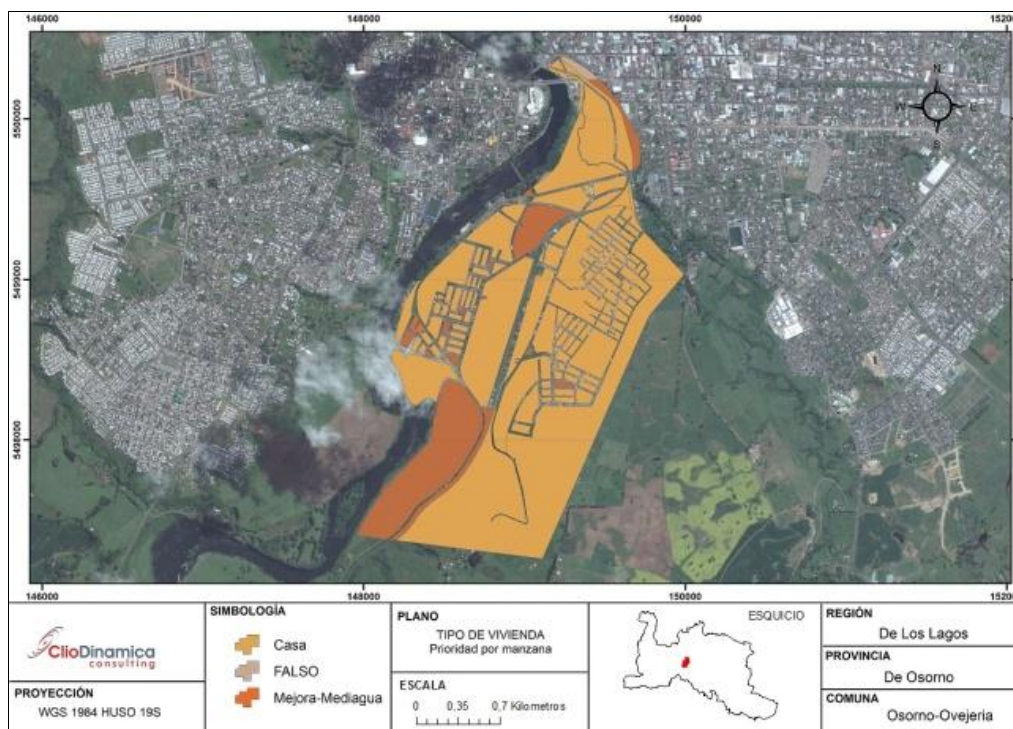 146000 148000 150000 152000
5500000
5499000
5498000
N
W E
S
146000 148000 150000 152000
ClioDinamica
consulting
PROYECCIÓN
WGS 1984 HUSO 19S
SIMBOLOGÍA
Casa
FALSO
Mejora-Mediagua
PLANO
TIPO DE VIVIENDA
Prioridad por manzana
ESCALA
0 0,35 0,7 Kilometros
ESQUICIO
REGIÓN
De Los Lagos
PROVINCIA
De Osorno
COMUNA
Osorno-Ovejeria